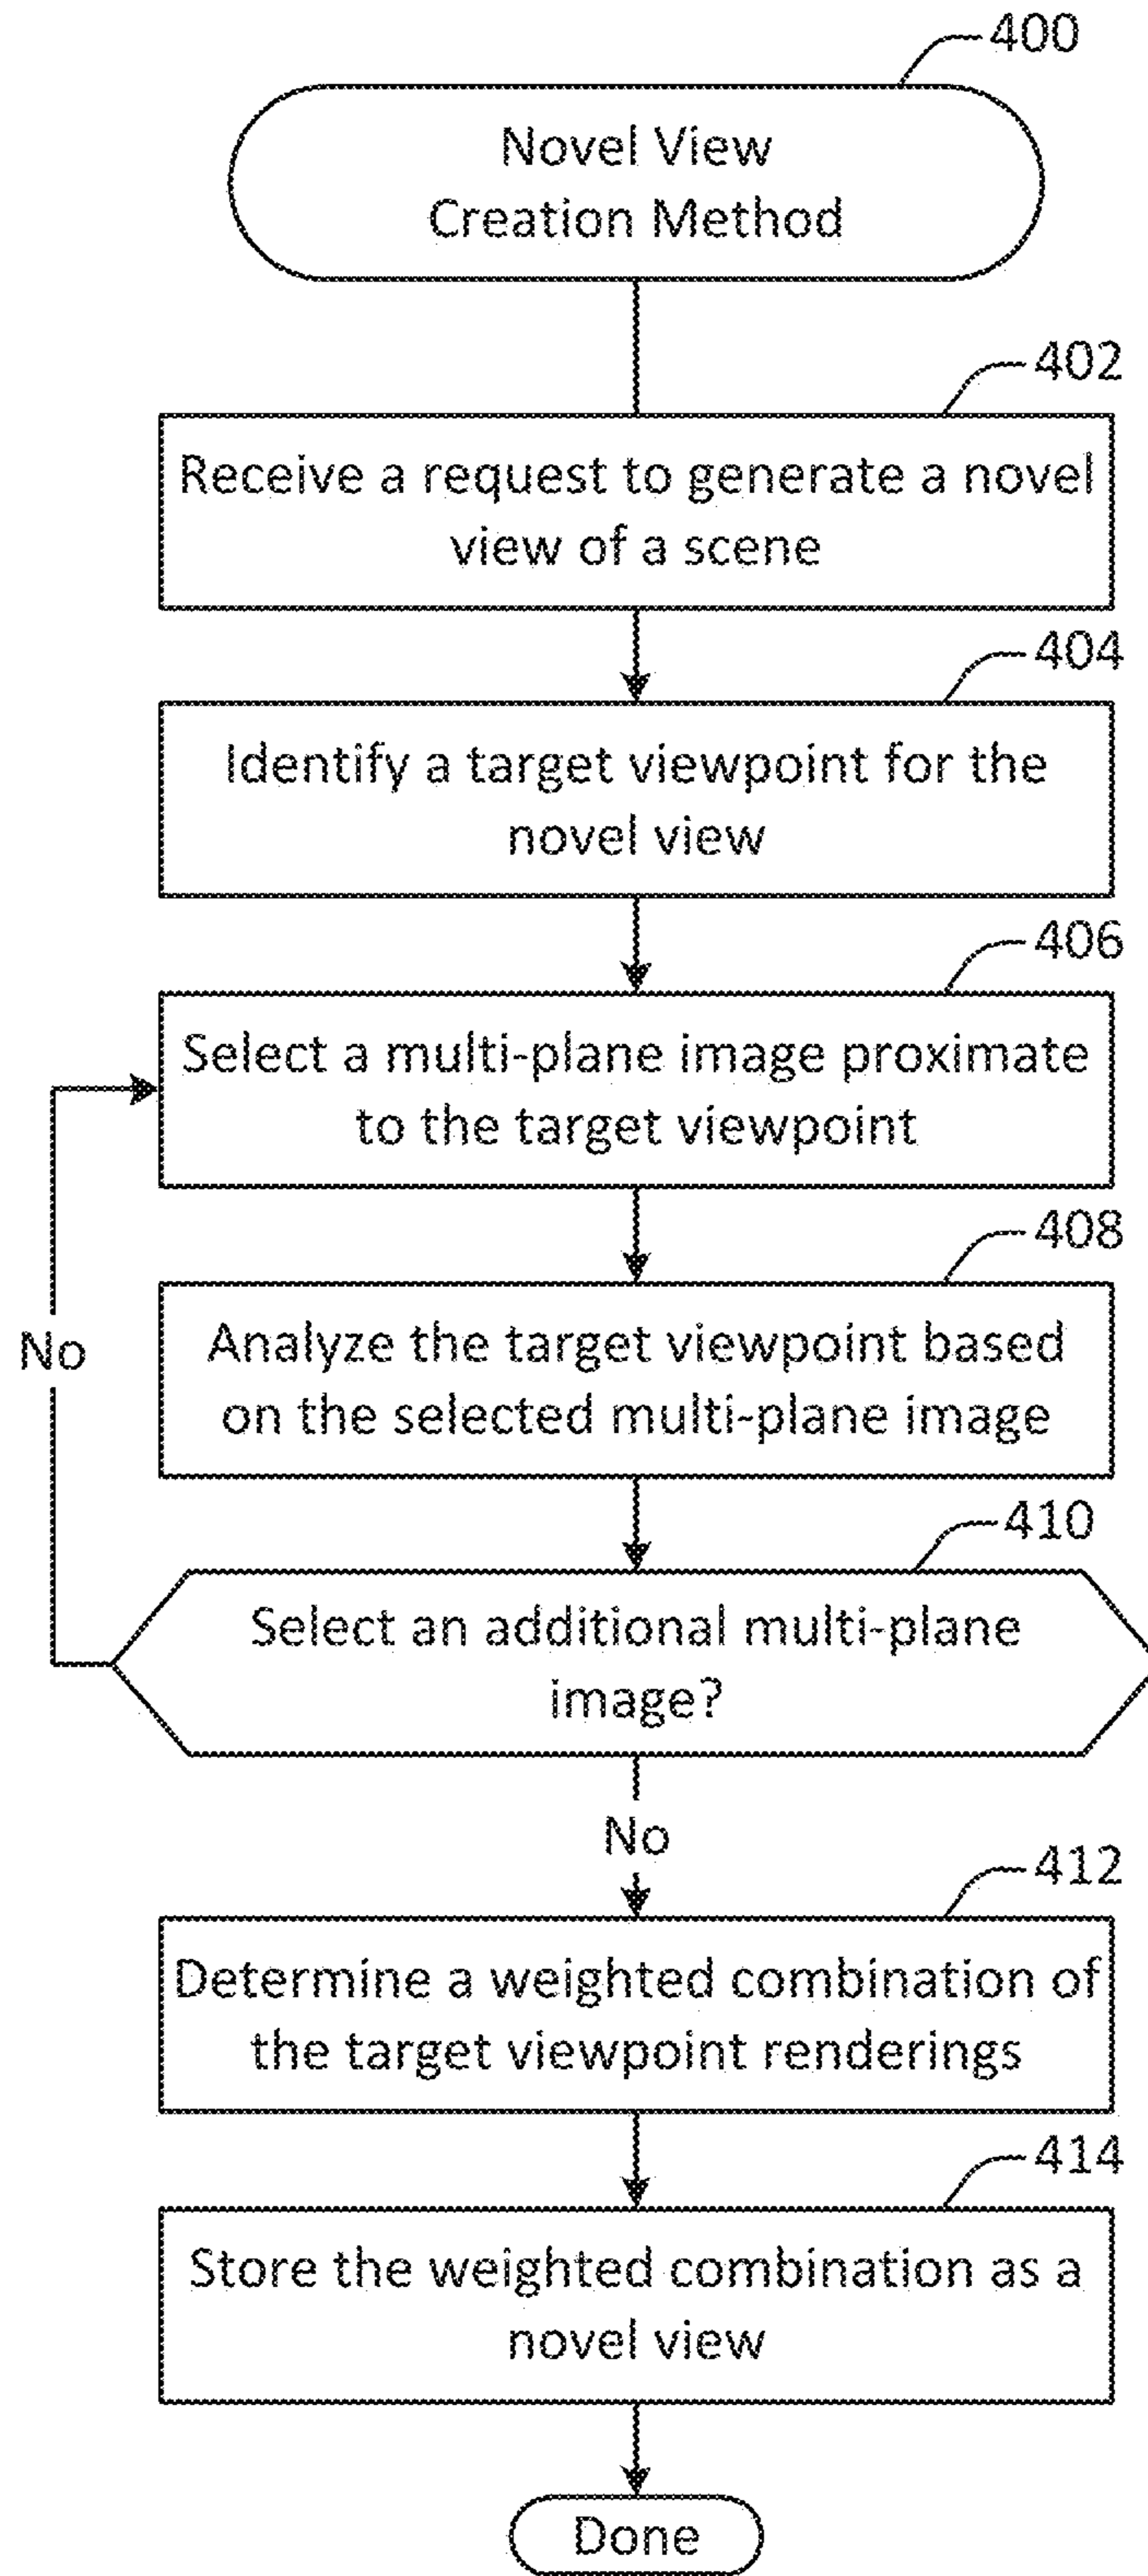 400
Novel View
Creation Method
402
Receive a request to generate a novel
view of a scene
404
Identify a target viewpoint for the
novel view
406
Select a multi-plane image proximate
to the target viewpoint
408
Analyze the target viewpoint based
on the selected multi-plane image
No
410
Select an additional multi-plane
image?
No
412
Determine a weighted combination of
the target viewpoint renderings
414
Store the weighted combination as a
novel view
Done